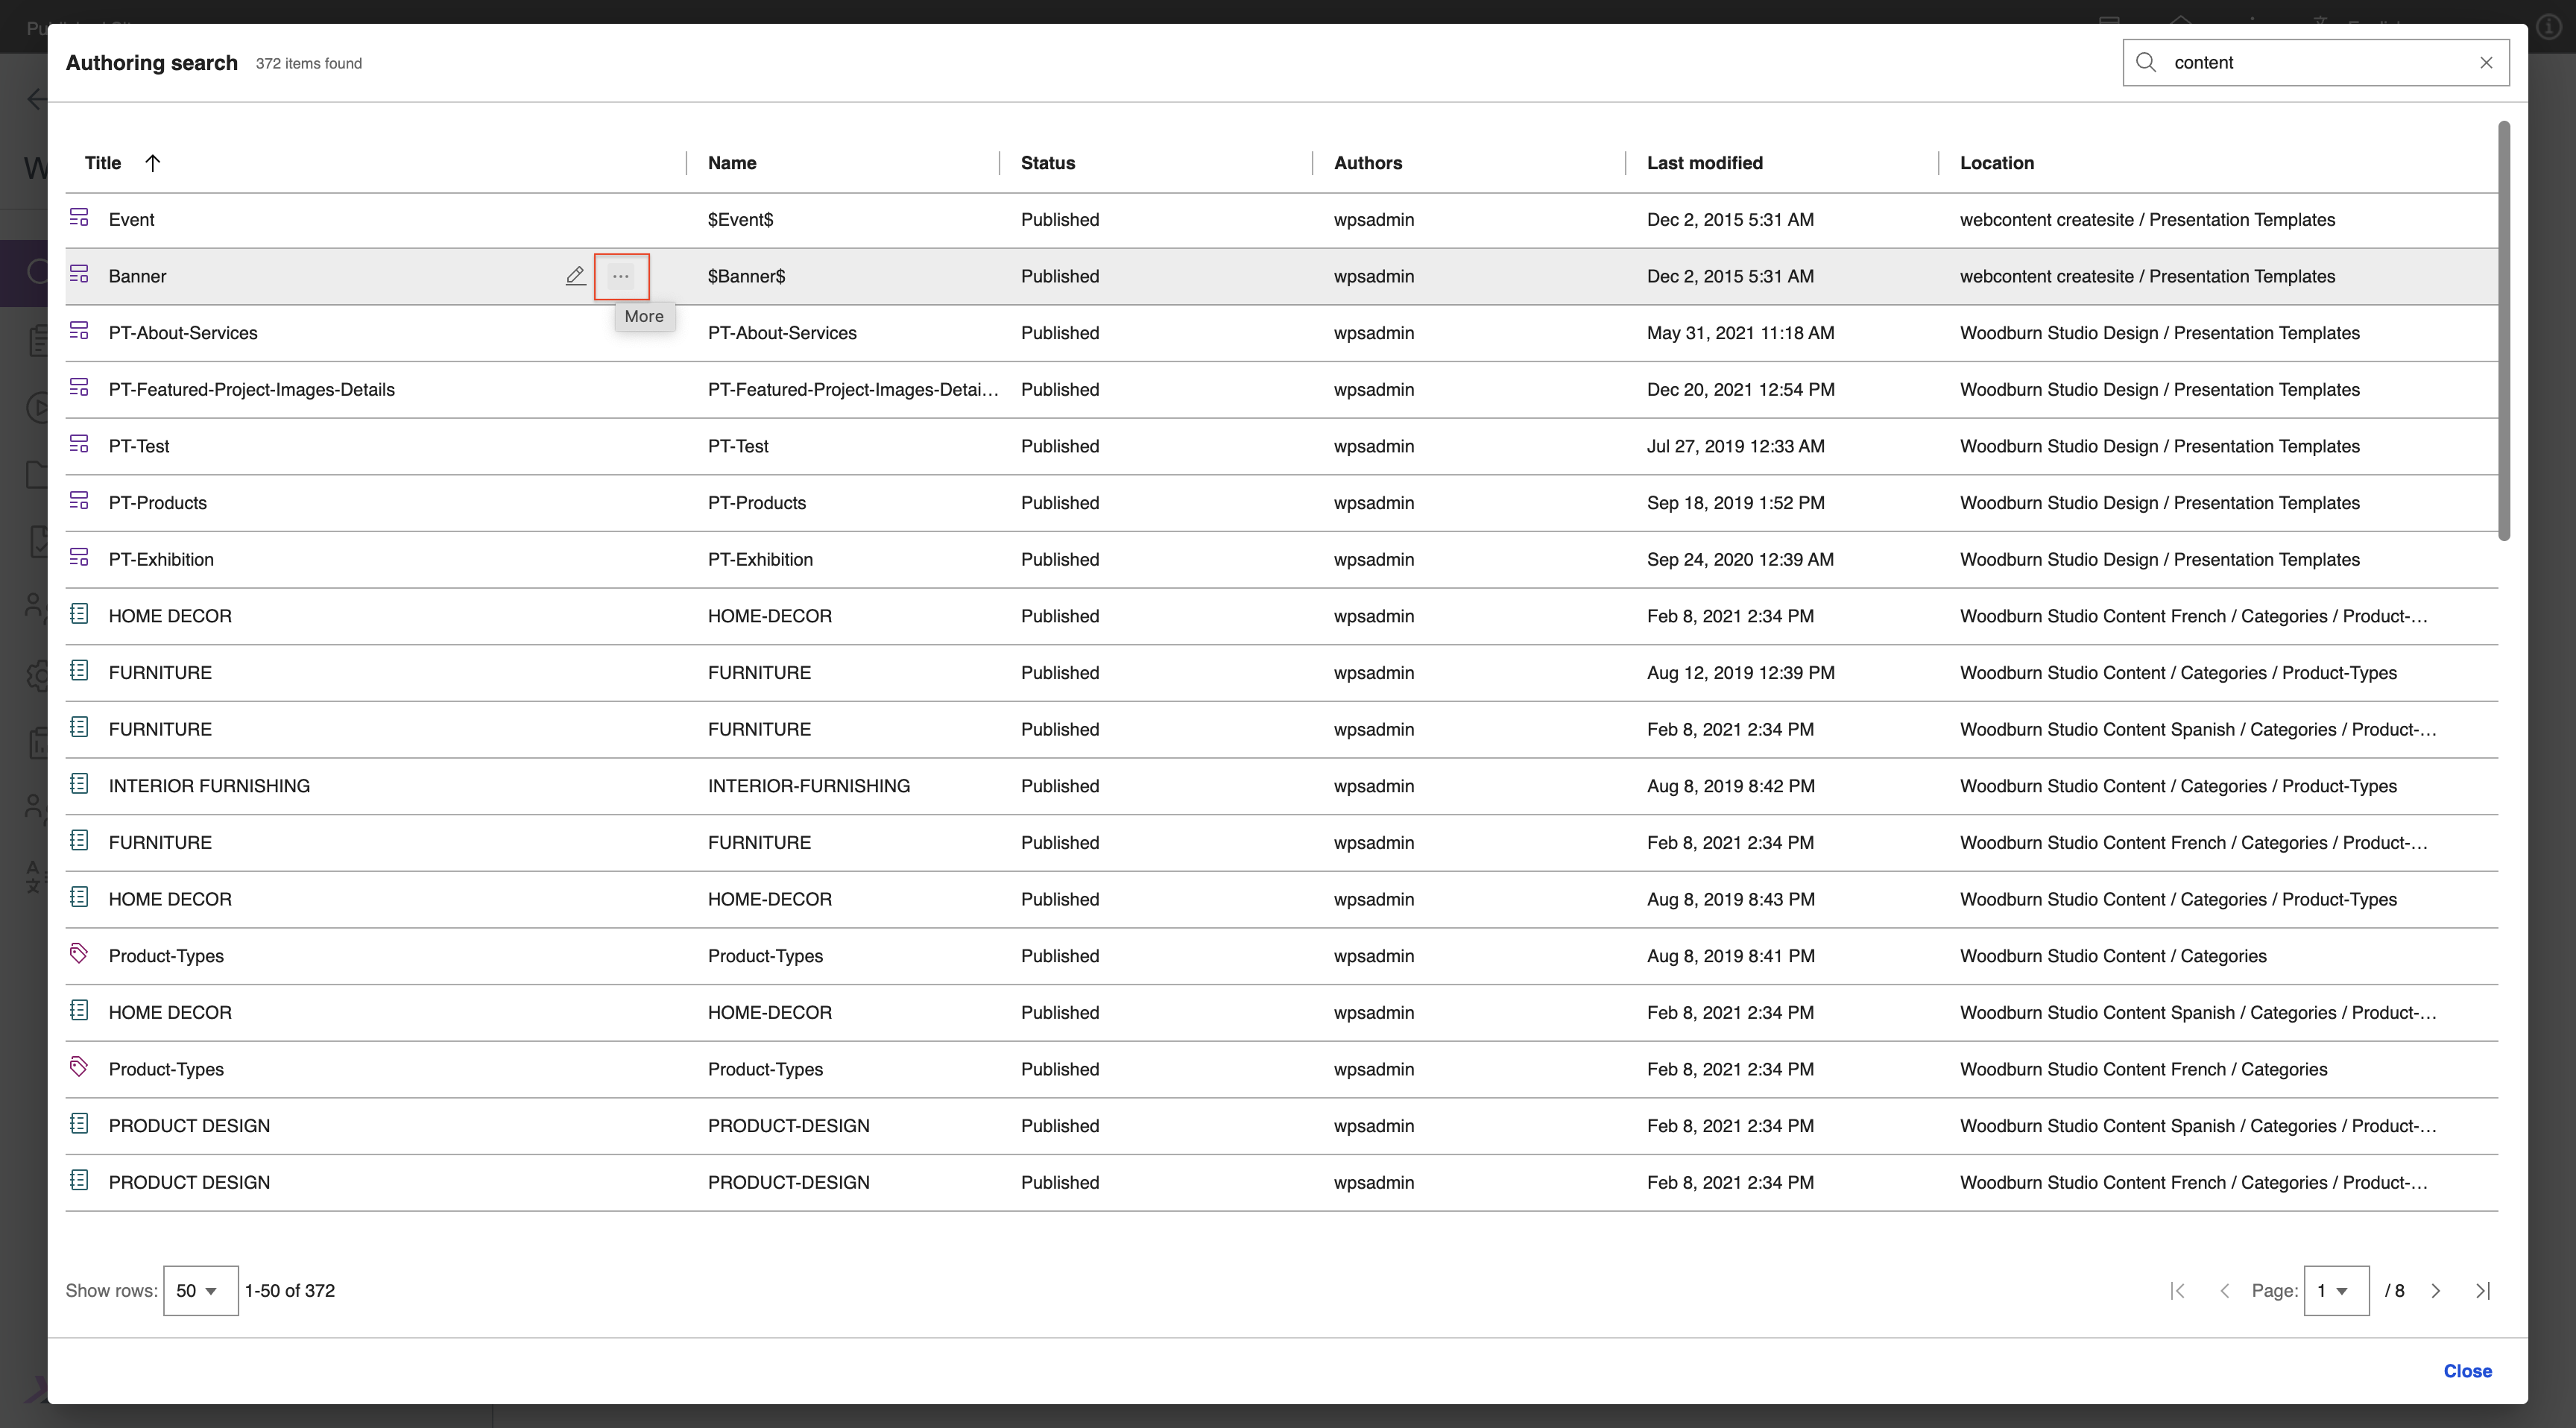 Authoring search 372 items found
content
Title Name Status Authors Last modified Location
Event $Event$ Published wpsadmin Dec 2, 2015 5:31 AM webcontent createsite / Presentation Templates
Banner $Banner$ Published wpsadmin Dec 2, 2015 5:31 AM webcontent createsite / Presentation Templates
More
PT-About-Services PT-About-Services Published wpsadmin May 31, 2021 11:18 AM Woodburn Studio Design / Presentation Templates
PT-Featured-Project-Images-Details PT-Featured-Project-Images-Detai... Published wpsadmin Dec 20, 2021 12:54 PM Woodburn Studio Design / Presentation Templates
PT-Test PT-Test Published wpsadmin Jul 27, 2019 12:33 AM Woodburn Studio Design / Presentation Templates
PT-Products PT-Products Published wpsadmin Sep 18, 2019 1:52 PM Woodburn Studio Design / Presentation Templates
PT-Exhibition PT-Exhibition Published wpsadmin Sep 24, 2020 12:39 AM Woodburn Studio Design / Presentation Templates
HOME DECOR HOME-DECOR Published wpsadmin Feb 8, 2021 2:34 PM Woodburn Studio Content French / Categories / Product-...
FURNITURE FURNITURE Published wpsadmin Aug 12, 2019 12:39 PM Woodburn Studio Content / Categories / Product-Types
FURNITURE FURNITURE Published wpsadmin Feb 8, 2021 2:34 PM Woodburn Studio Content Spanish / Categories / Product-...
INTERIOR FURNISHING INTERIOR-FURNISHING Published wpsadmin Aug 8, 2019 8:42 PM Woodburn Studio Content / Categories / Product-Types
FURNITURE FURNITURE Published wpsadmin Feb 8, 2021 2:34 PM Woodburn Studio Content French / Categories / Product-...
HOME DECOR HOME-DECOR Published wpsadmin Aug 8, 2019 8:43 PM Woodburn Studio Content / Categories / Product-Types
Product-Types Product-Types Published wpsadmin Aug 8, 2019 8:41 PM Woodburn Studio Content / Categories
HOME DECOR HOME-DECOR Published wpsadmin Feb 8, 2021 2:34 PM Woodburn Studio Content Spanish / Categories / Product-...
Product-Types Product-Types Published wpsadmin Feb 8, 2021 2:34 PM Woodburn Studio Content French / Categories
PRODUCT DESIGN PRODUCT-DESIGN Published wpsadmin Feb 8, 2021 2:34 PM Woodburn Studio Content Spanish / Categories / Product-...
PRODUCT DESIGN PRODUCT-DESIGN Published wpsadmin Feb 8, 2021 2:34 PM Woodburn Studio Content French / Categories / Product-...
Show rows: 50 1-50 of 372 Page: 1 / 8
Close